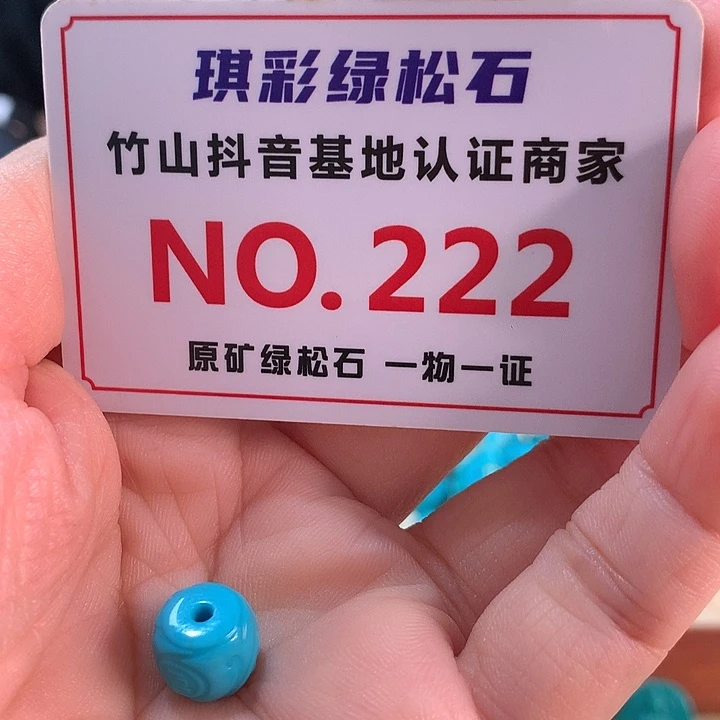 琪彩绿松石
竹山抖音基地认证商家
NO.222
原矿绿松石 一物一证